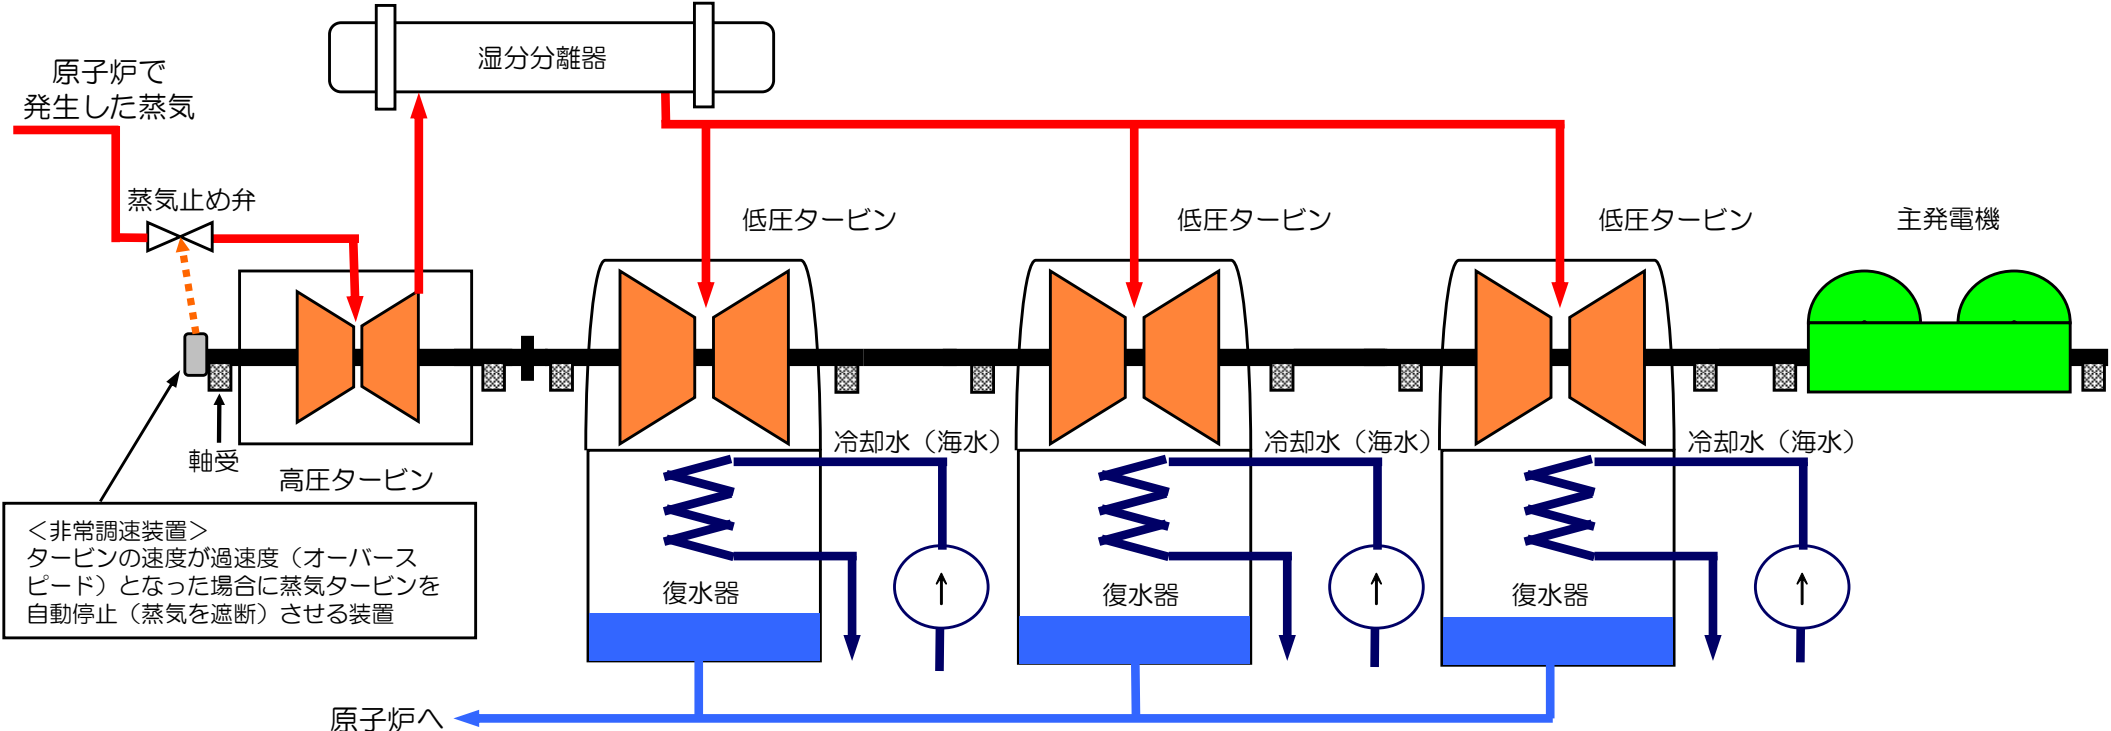 湿分分離器
原子炉で
発生した蒸気
蒸気止め弁
低圧タービン
低圧タービン
低圧タービン
主発電機
軸受
高圧タービン
冷却水（海水）
冷却水（海水）
冷却水（海水）
＜非常調速装置＞
タービンの速度が過速度（オーバース
ピード）となった場合に蒸気タービンを
自動停止（蒸気を遮断）させる装置
復水器
復水器
復水器
原子炉へ